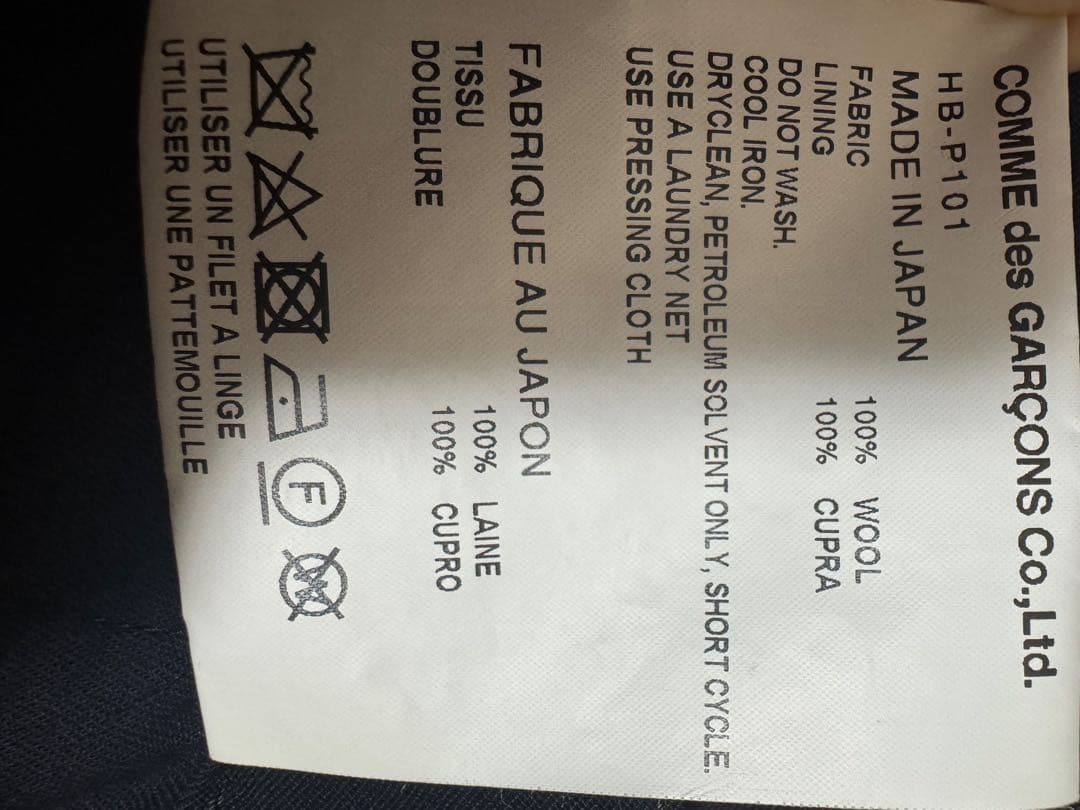 COMME des GARÇONS Co.,Ltd.
HB-P101
MADE IN JAPAN
FABRIC 100% WOOL
LINING 100% CUPRA
DO NOT WASH.
COOL IRON.
DRYCLEAN, PETROLEUM SOLVENT ONLY, SHORT CYCLE.
USE A LAUNDRY NET
USE PRESSING CLOTH
FABRIQUE AU JAPON
TISSU 100% LAINE
DOUBLURE 100% CUPRO
F W
UTILISER UN FILET A LINGE
UTILISER UNE PATTEMOUILLE